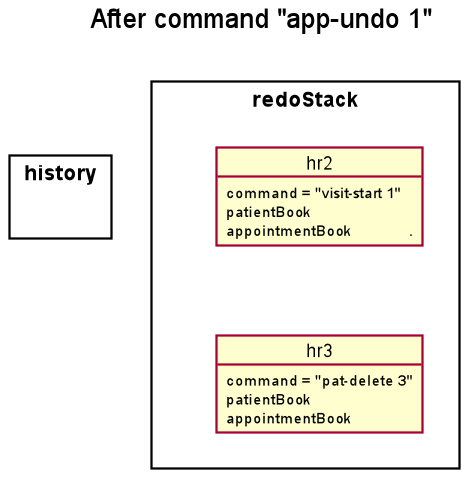 After command "app-undo 1"
redoStack
history
hr2
command = "visit-start 1"
patientBook
appointmentBook .
hr3
command = "pat-delete 3"
patientBook
appointmentBook